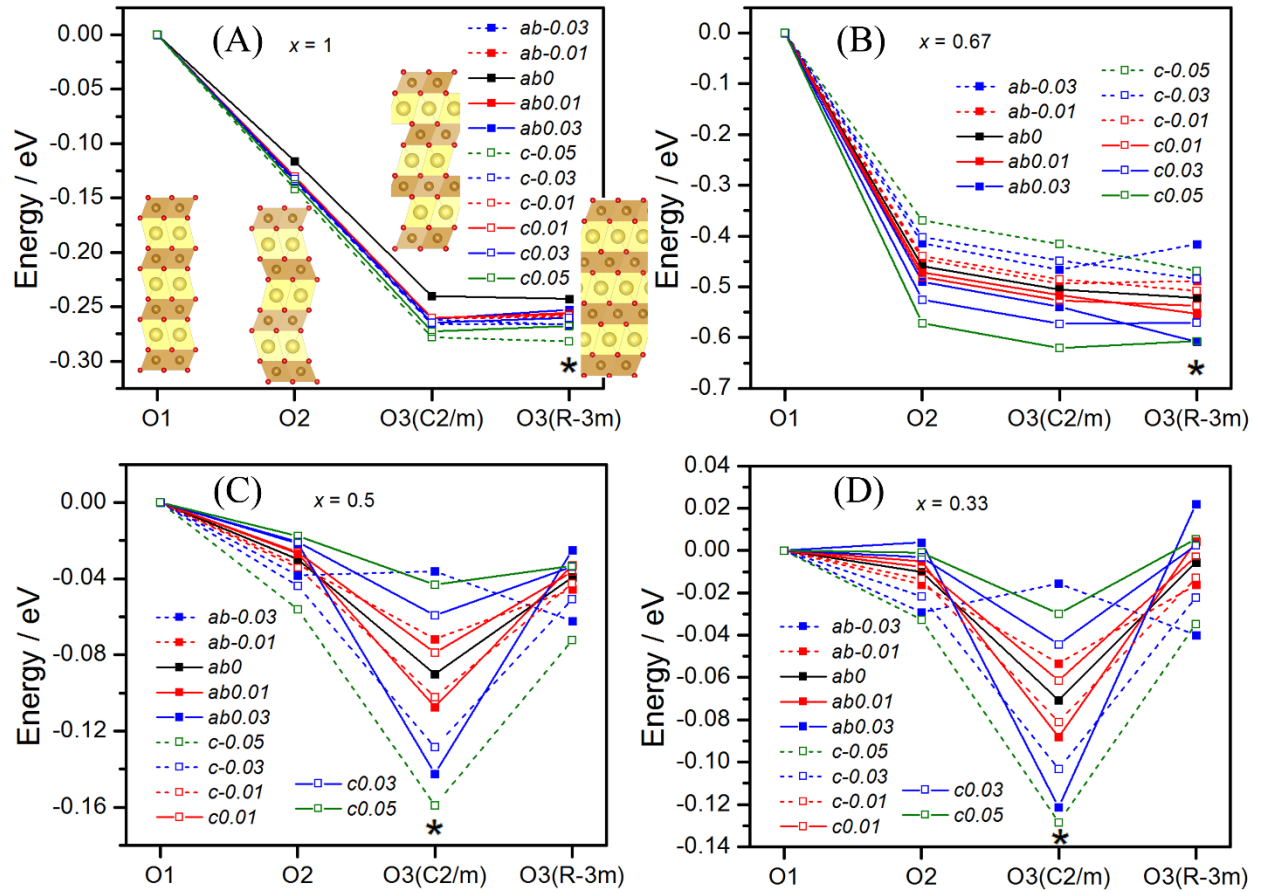 (A)
x = 1
0.00
-0.05
-0.10
-0.15
-0.20
-0.25
-0.30
Energy / eV
ab-0.03
ab-0.01
ab0
ab0.01
ab0.03
c-0.05
c-0.03
c-0.01
c0.01
c0.03
c0.05
*
O1 O2 O3(C2/m) O3(R-3m)
(B)
x = 0.67
0.0
-0.1
-0.2
-0.3
-0.4
-0.5
-0.6
-0.7
Energy / eV
ab-0.03
ab-0.01
ab0
ab0.01
ab0.03
c-0.05
c-0.03
c-0.01
c0.01
c0.03
c0.05
*
O1 O2 O3(C2/m) O3(R-3m)
(C)
x = 0.5
0.00
-0.04
-0.08
-0.12
-0.16
Energy / eV
ab-0.03
ab-0.01
ab0
ab0.01
ab0.03
c-0.05
c-0.03
c-0.01
c0.01
c0.03
c0.05
*
O1 O2 O3(C2/m) O3(R-3m)
(D)
x = 0.33
0.04
0.02
0.00
-0.02
-0.04
-0.06
-0.08
-0.10
-0.12
-0.14
Energy / eV
ab-0.03
ab-0.01
ab0
ab0.01
ab0.03
c-0.05
c-0.03
c-0.01
c0.01
c0.03
c0.05
*
O1 O2 O3(C2/m) O3(R-3m)